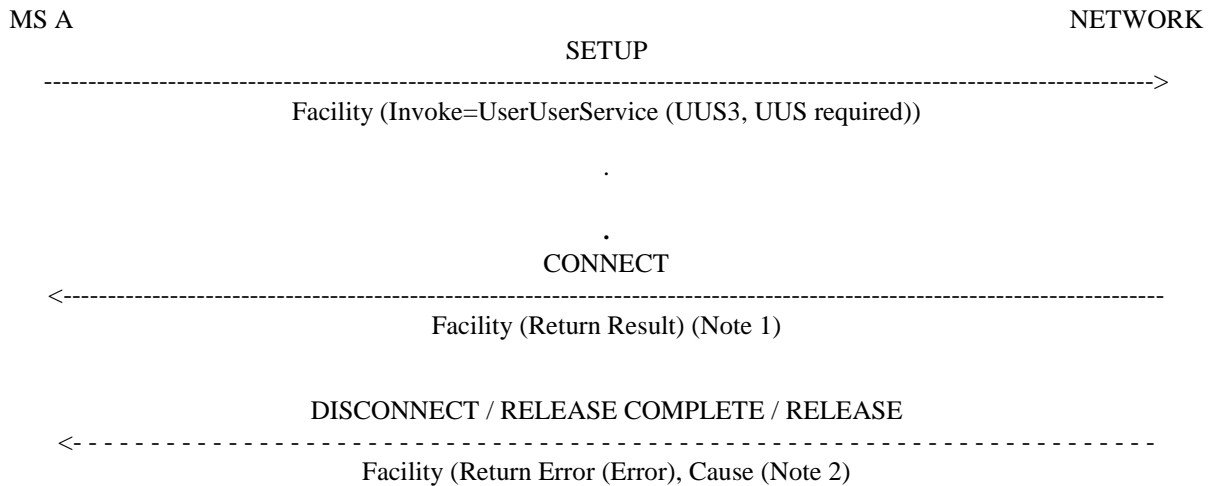 MS A NETWORK
SETUP
------------------------------------------------------------------------------------------------------------------------------>
Facility (Invoke=UserUserService (UUS3, UUS required))
.
.
CONNECT
<-----------------------------------------------------------------------------------------------------------------------------
Facility (Return Result) (Note 1)
DISCONNECT / RELEASE COMPLETE / RELEASE
<- - - - - - - - - - - - - - - - - - - - - - - - - - - - - - - - - - - - - - - - - - - - - - - - - - - - - - - - - - - - - - - - - - - - - -
Facility (Return Error (Error), Cause (Note 2)